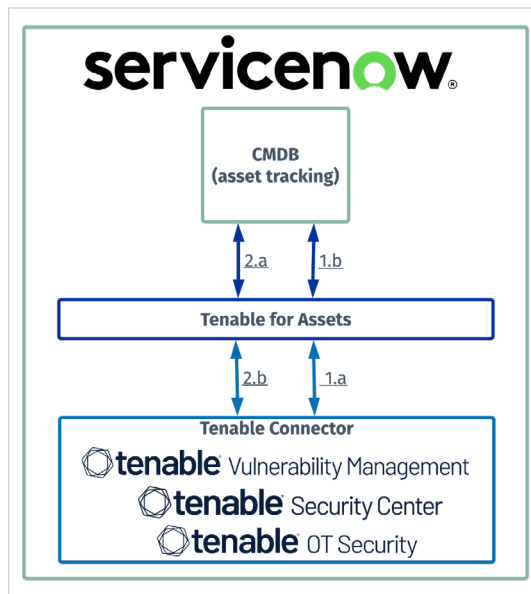 servicenow®
CMDB
(asset tracking)
2.a
1.b
Tenable for Assets
2.b
1.a
Tenable Connector
tenable® Vulnerability Management
tenable® Security Center
tenable® OT Security